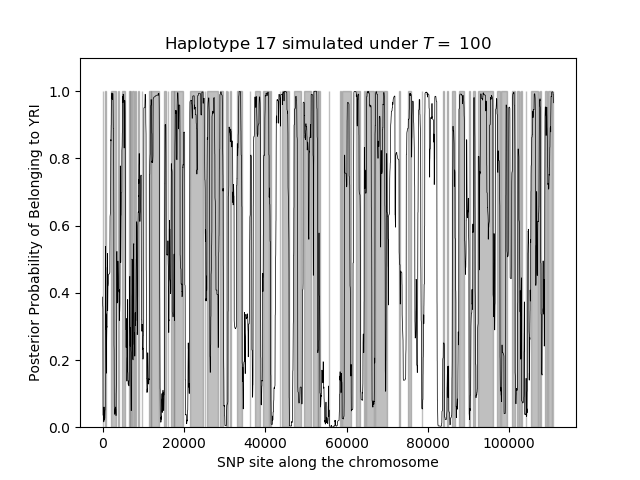 Haplotype 17 simulated under T = 100
Posterior Probability of Belonging to YRI
1.0
0.8
0.6
0.4
0.2
0.0
0 20000 40000 60000 80000 100000
SNP site along the chromosome